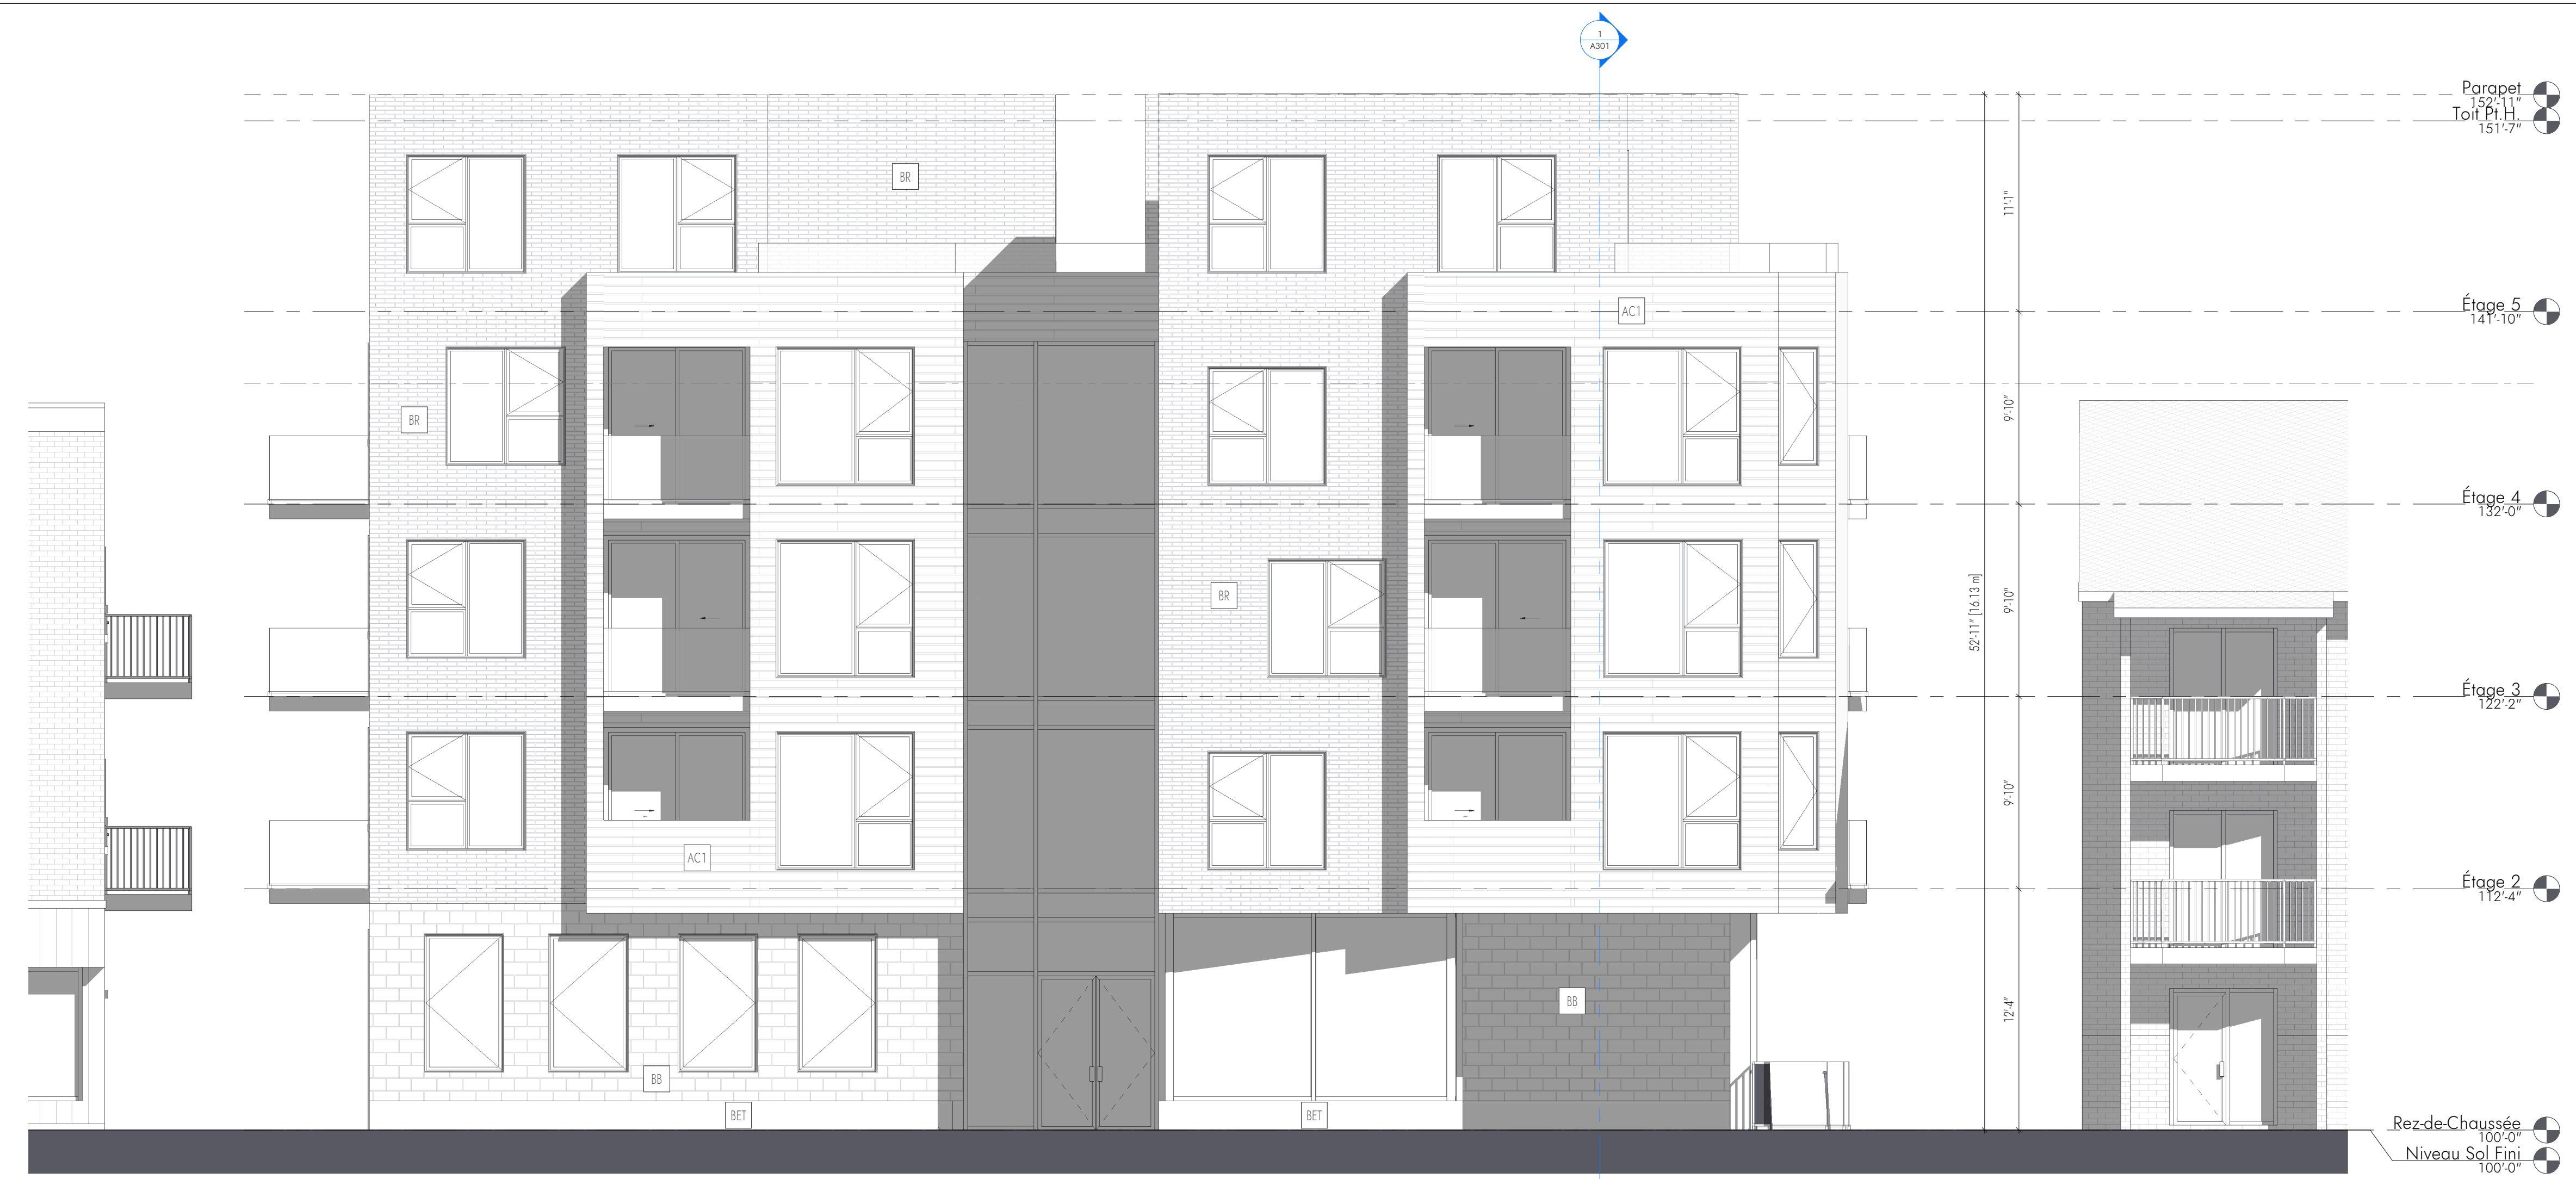 1
A301
Parapet
152'-11"
Toit Pt.H.
151'-7"
BR
11'-1"
AC1
Étage 5
141'-10"
BR
9'-10"
Étage 4
132'-0"
BR
52'-11" [16.13 m]
9'-10"
Étage 3
122'-2"
9'-10"
AC1
Étage 2
112'-4"
BB
12'-4"
BB
BET
BET
Rez-de-Chaussée
100'-0"
Niveau Sol Fini
100'-0"